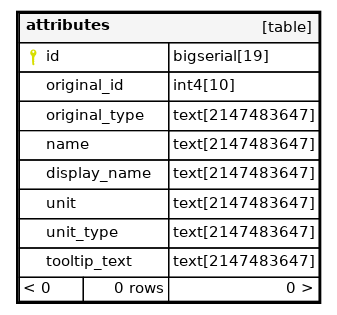 attributes [table]
id bigserial[19]
original_id int4[10]
original_type text[2147483647]
name text[2147483647]
display_name text[2147483647]
unit text[2147483647]
unit_type text[2147483647]
tooltip_text text[2147483647]
< 0 0 rows 0 >